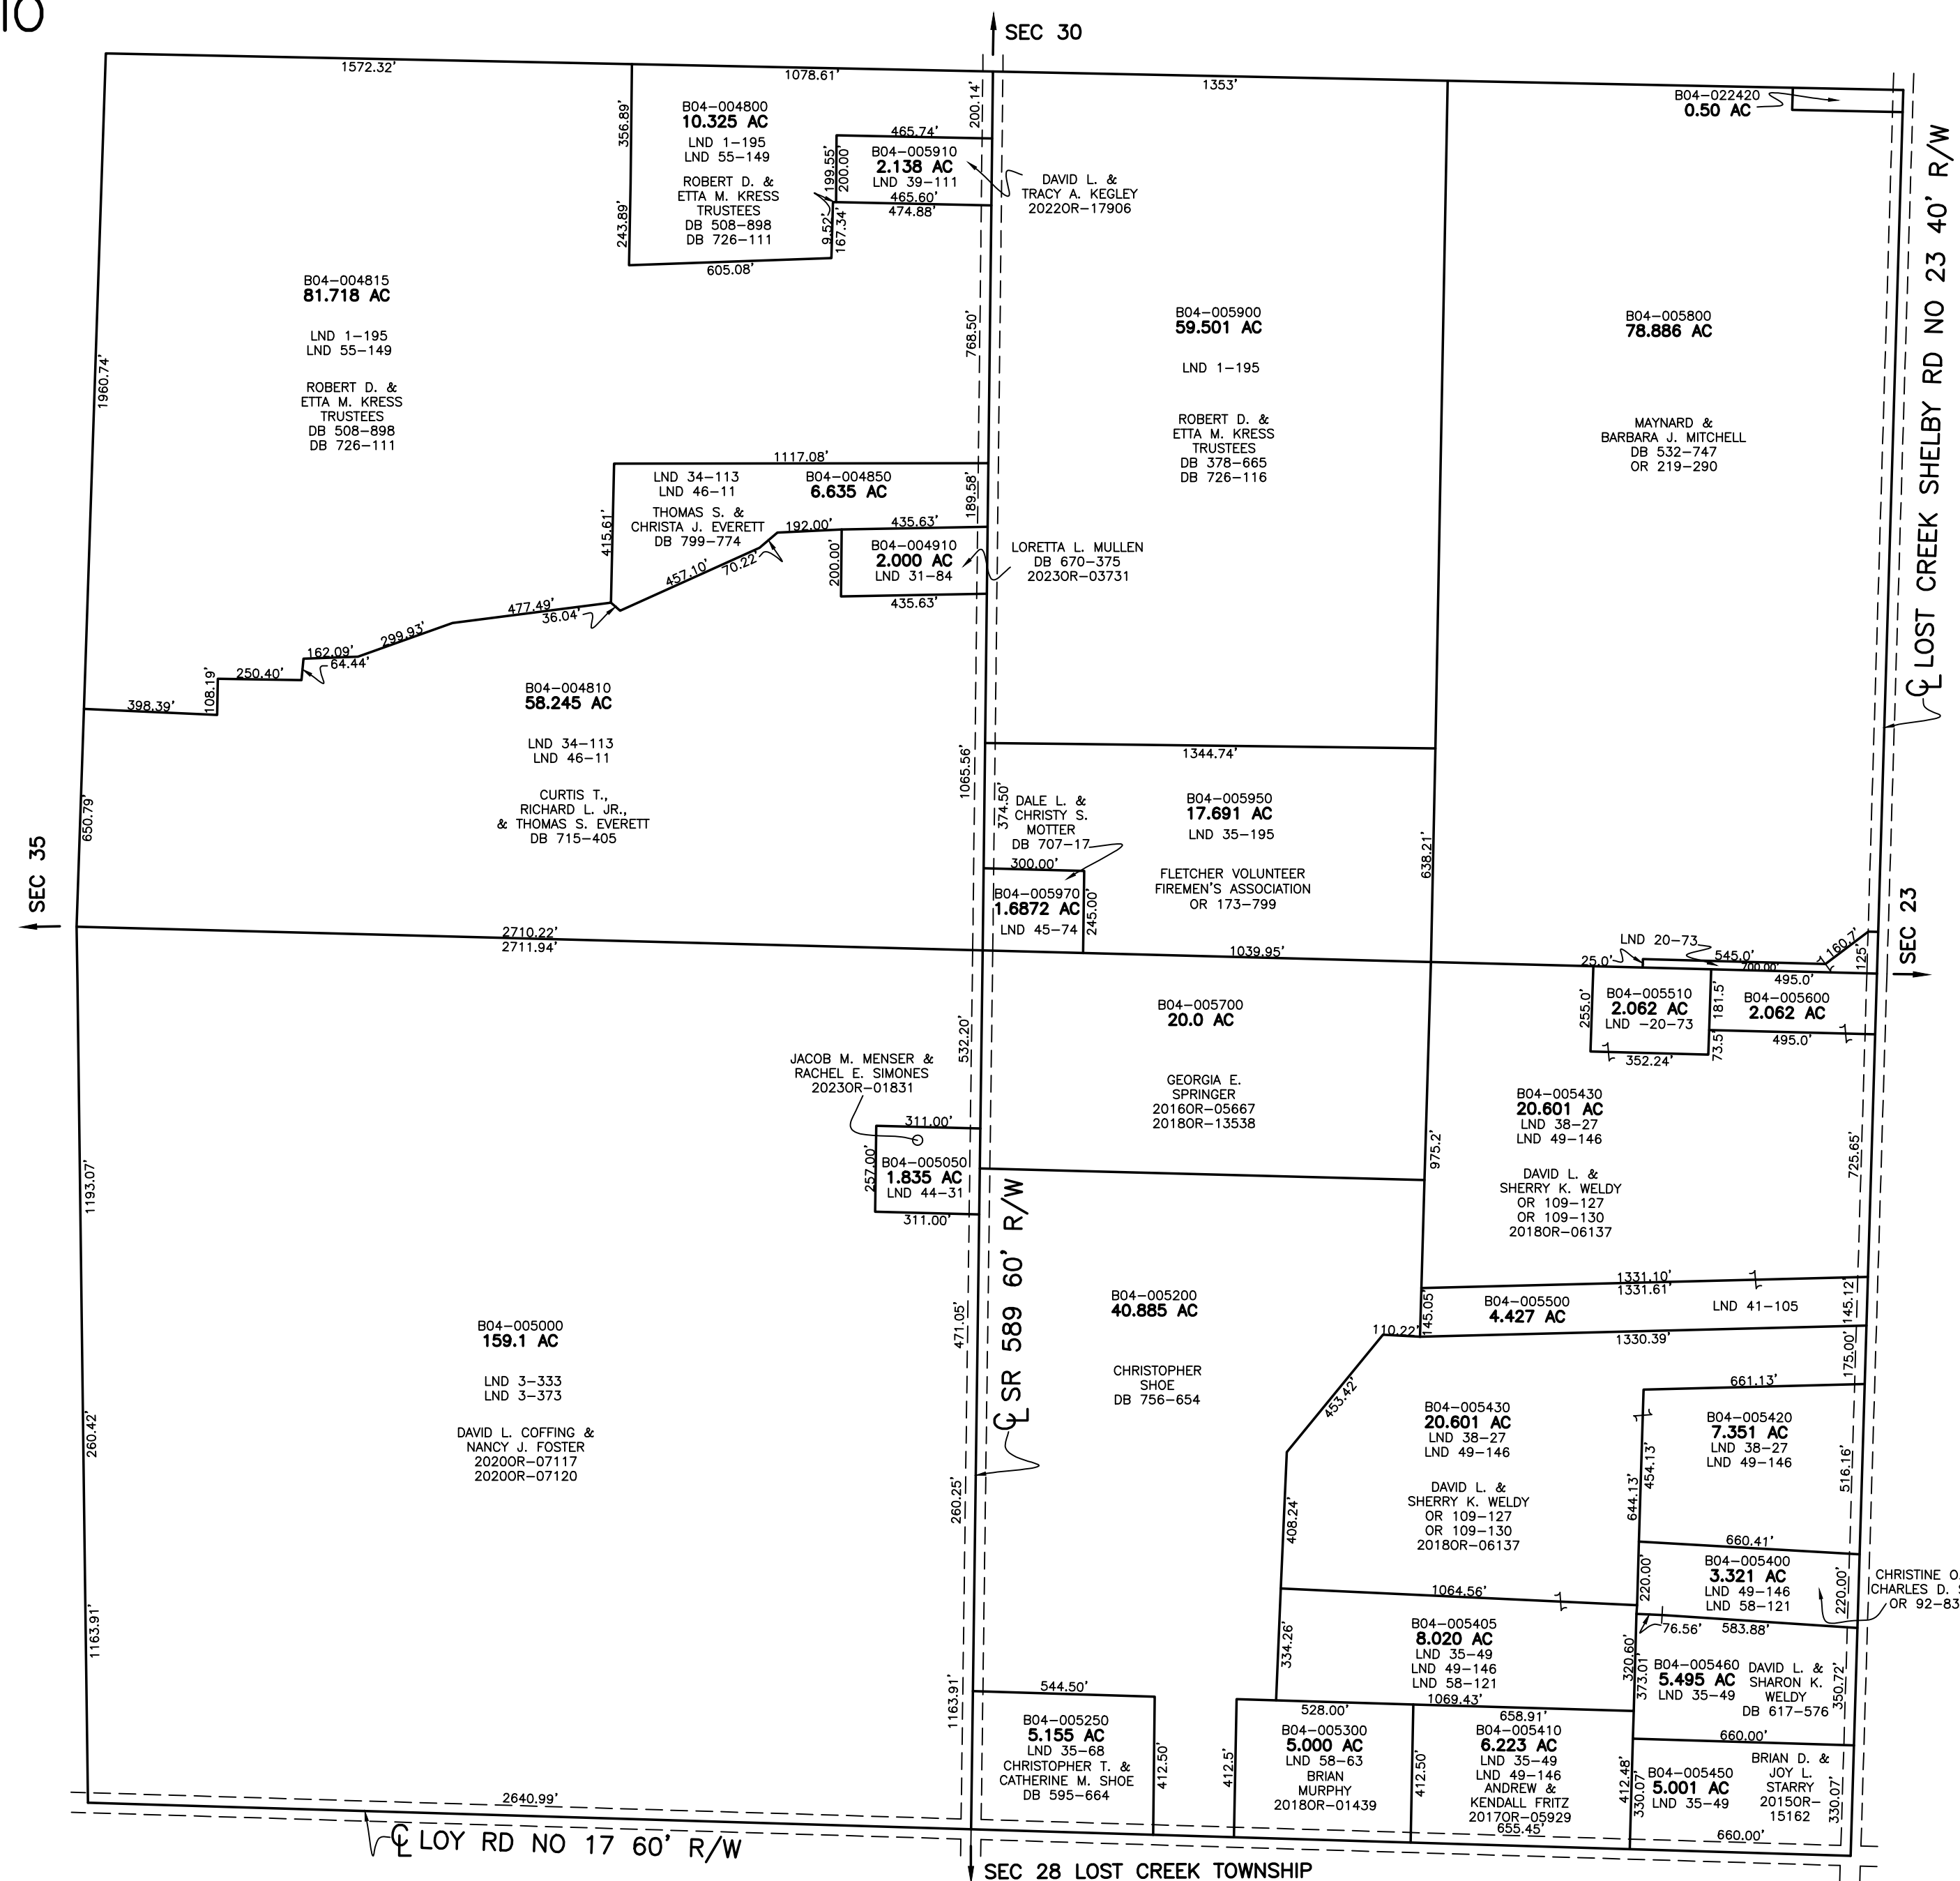 10
SEC 30
1572.32'
1078.61'
1353'
200.14'
B04-022420
0.50 AC
B04-004800
10.325 AC
LND 1-195
LND 55-149
ROBERT D. &
ETTA M. KRESS
TRUSTEES
DB 508-898
DB 726-111
356.89'
243.89'
605.08'
465.74'
B04-005910
2.138 AC
LND 39-111
465.60'
474.88'
199.55'
200.00'
9.52'
167.34'
DAVID L. &
TRACY A. KEGLEY
2022OR-17906
LOST CREEK SHELBY RD NO 23 40' R/W
B04-004815
81.718 AC
LND 1-195
LND 55-149
ROBERT D. &
ETTA M. KRESS
TRUSTEES
DB 508-898
DB 726-111
1960.74'
768.50'
B04-005900
59.501 AC
LND 1-195
ROBERT D. &
ETTA M. KRESS
TRUSTEES
DB 378-665
DB 726-116
B04-005800
78.886 AC
MAYNARD &
BARBARA J. MITCHELL
DB 532-747
OR 219-290
1117.08'
LND 34-113
LND 46-11
B04-004850
6.635 AC
THOMAS S. &
CHRISTA J. EVERETT
DB 799-774
189.58'
415.61'
192.00'
435.63'
70.22'
457.10'
200.00'
B04-004910
2.000 AC
LND 31-84
435.63'
LORETTA L. MULLEN
DB 670-375
2023OR-03731
477.49'
36.04'
299.93'
162.09'
64.44'
250.40'
108.19'
398.39'
B04-004810
58.245 AC
LND 34-113
LND 46-11
CURTIS T.,
RICHARD L. JR.,
& THOMAS S. EVERETT
DB 715-405
650.79'
1065.56'
1344.74'
374.50'
DALE L. &
CHRISTY S.
MOTTER
DB 707-17
B04-005950
17.691 AC
LND 35-195
FLETCHER VOLUNTEER
FIREMEN'S ASSOCIATION
OR 173-799
638.21'
300.00'
B04-005970
1.6872 AC
LND 45-74
245.00'
SEC 35
SEC 23
2710.22'
2711.94'
1039.95'
LND 20-73
25.0'
545.0'
700.00'
160.7'
125'
495.0'
B04-005510
2.062 AC
LND -20-73
255.0'
352.24'
181.5'
73.5'
B04-005600
2.062 AC
495.0'
B04-005700
20.0 AC
GEORGIA E.
SPRINGER
2016OR-05667
2018OR-13538
532.20'
JACOB M. MENSER &
RACHEL E. SIMONES
2023OR-01831
311.00'
257.00'
B04-005050
1.835 AC
LND 44-31
311.00'
1193.07'
975.2'
B04-005430
20.601 AC
LND 38-27
LND 49-146
DAVID L. &
SHERRY K. WELDY
OR 109-127
OR 109-130
2018OR-06137
725.65'
SR 589 60' R/W
471.05'
B04-005200
40.885 AC
CHRISTOPHER
SHOE
DB 756-654
1331.10'
1331.61'
B04-005500
4.427 AC
LND 41-105
145.05'
145.12'
110.22'
1330.39'
175.00'
B04-005000
159.1 AC
LND 3-333
LND 3-373
DAVID L. COFFING &
NANCY J. FOSTER
2020OR-07117
2020OR-07120
260.42'
260.25'
453.42'
408.24'
B04-005430
20.601 AC
LND 38-27
LND 49-146
DAVID L. &
SHERRY K. WELDY
OR 109-127
OR 109-130
2018OR-06137
661.13'
B04-005420
7.351 AC
LND 38-27
LND 49-146
454.13'
644.13'
516.16'
660.41'
B04-005400
3.321 AC
LND 49-146
LND 58-121
220.00'
220.00'
CHRISTINE O.
CHARLES D.
OR 92-83
1064.56'
76.56'
583.88'
1163.91'
1163.91'
334.26'
B04-005405
8.020 AC
LND 35-49
LND 49-146
LND 58-121
1069.43'
320.60'
373.01'
B04-005460
5.495 AC
LND 35-49
DAVID L. &
SHARON K.
WELDY
DB 617-576
350.72'
544.50'
B04-005250
5.155 AC
LND 35-68
CHRISTOPHER T. &
CATHERINE M. SHOE
DB 595-664
412.50'
412.5'
528.00'
B04-005300
5.000 AC
LND 58-63
BRIAN
MURPHY
2018OR-01439
412.50'
658.91'
B04-005410
6.223 AC
LND 35-49
LND 49-146
ANDREW &
KENDALL FRITZ
2017OR-05929
655.45'
412.48'
330.07'
660.00'
B04-005450
5.001 AC
LND 35-49
BRIAN D. &
JOY L.
STARRY
2015OR-
15162
330.07'
660.00'
2640.99'
LOY RD NO 17 60' R/W
SEC 28 LOST CREEK TOWNSHIP